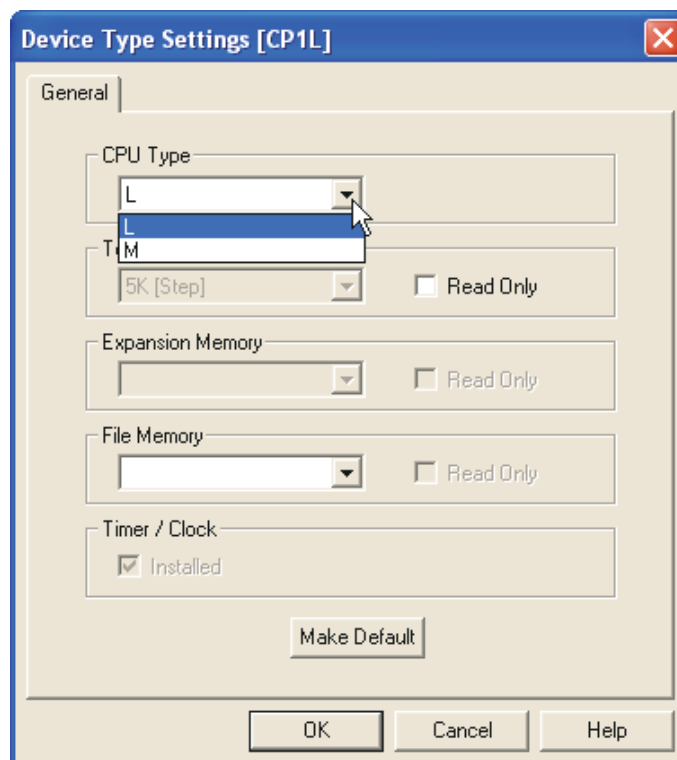 Device Type Settings [CP1L]
General
CPU Type
L
L
M
5K [Step]
Read Only
Expansion Memory
Read Only
File Memory
Read Only
Timer / Clock
Installed
Make Default
OK Cancel Help